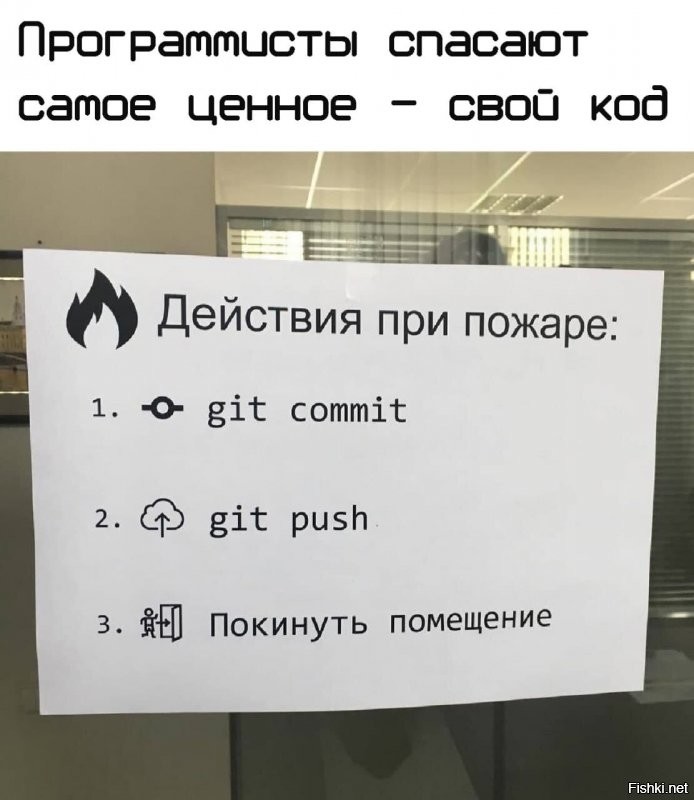 Программисты спасают
самое ценное – свой код
Действия при пожаре:
1. git commit
2. git push
3. Покинуть помещение
Fishki.net